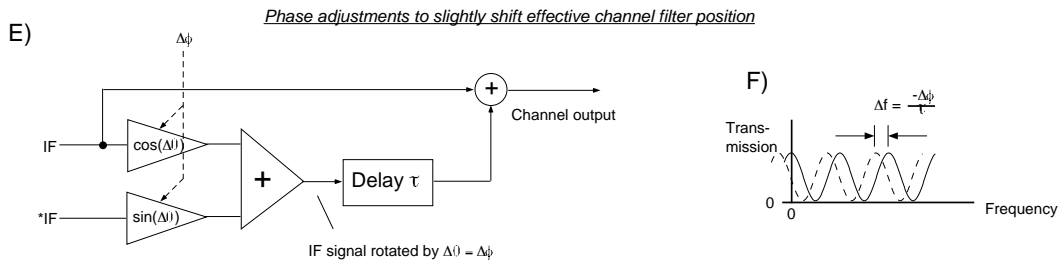 Phase adjustments to slightly shift effective channel filter position
E)
Δϕ
IF
cos(Δθ)
*IF
sin(Δθ)
+
Delay τ
+
Channel output
IF signal rotated by Δθ = Δϕ
F)
Δf = -Δϕ
τ
Trans-
mission
0
0
Frequency